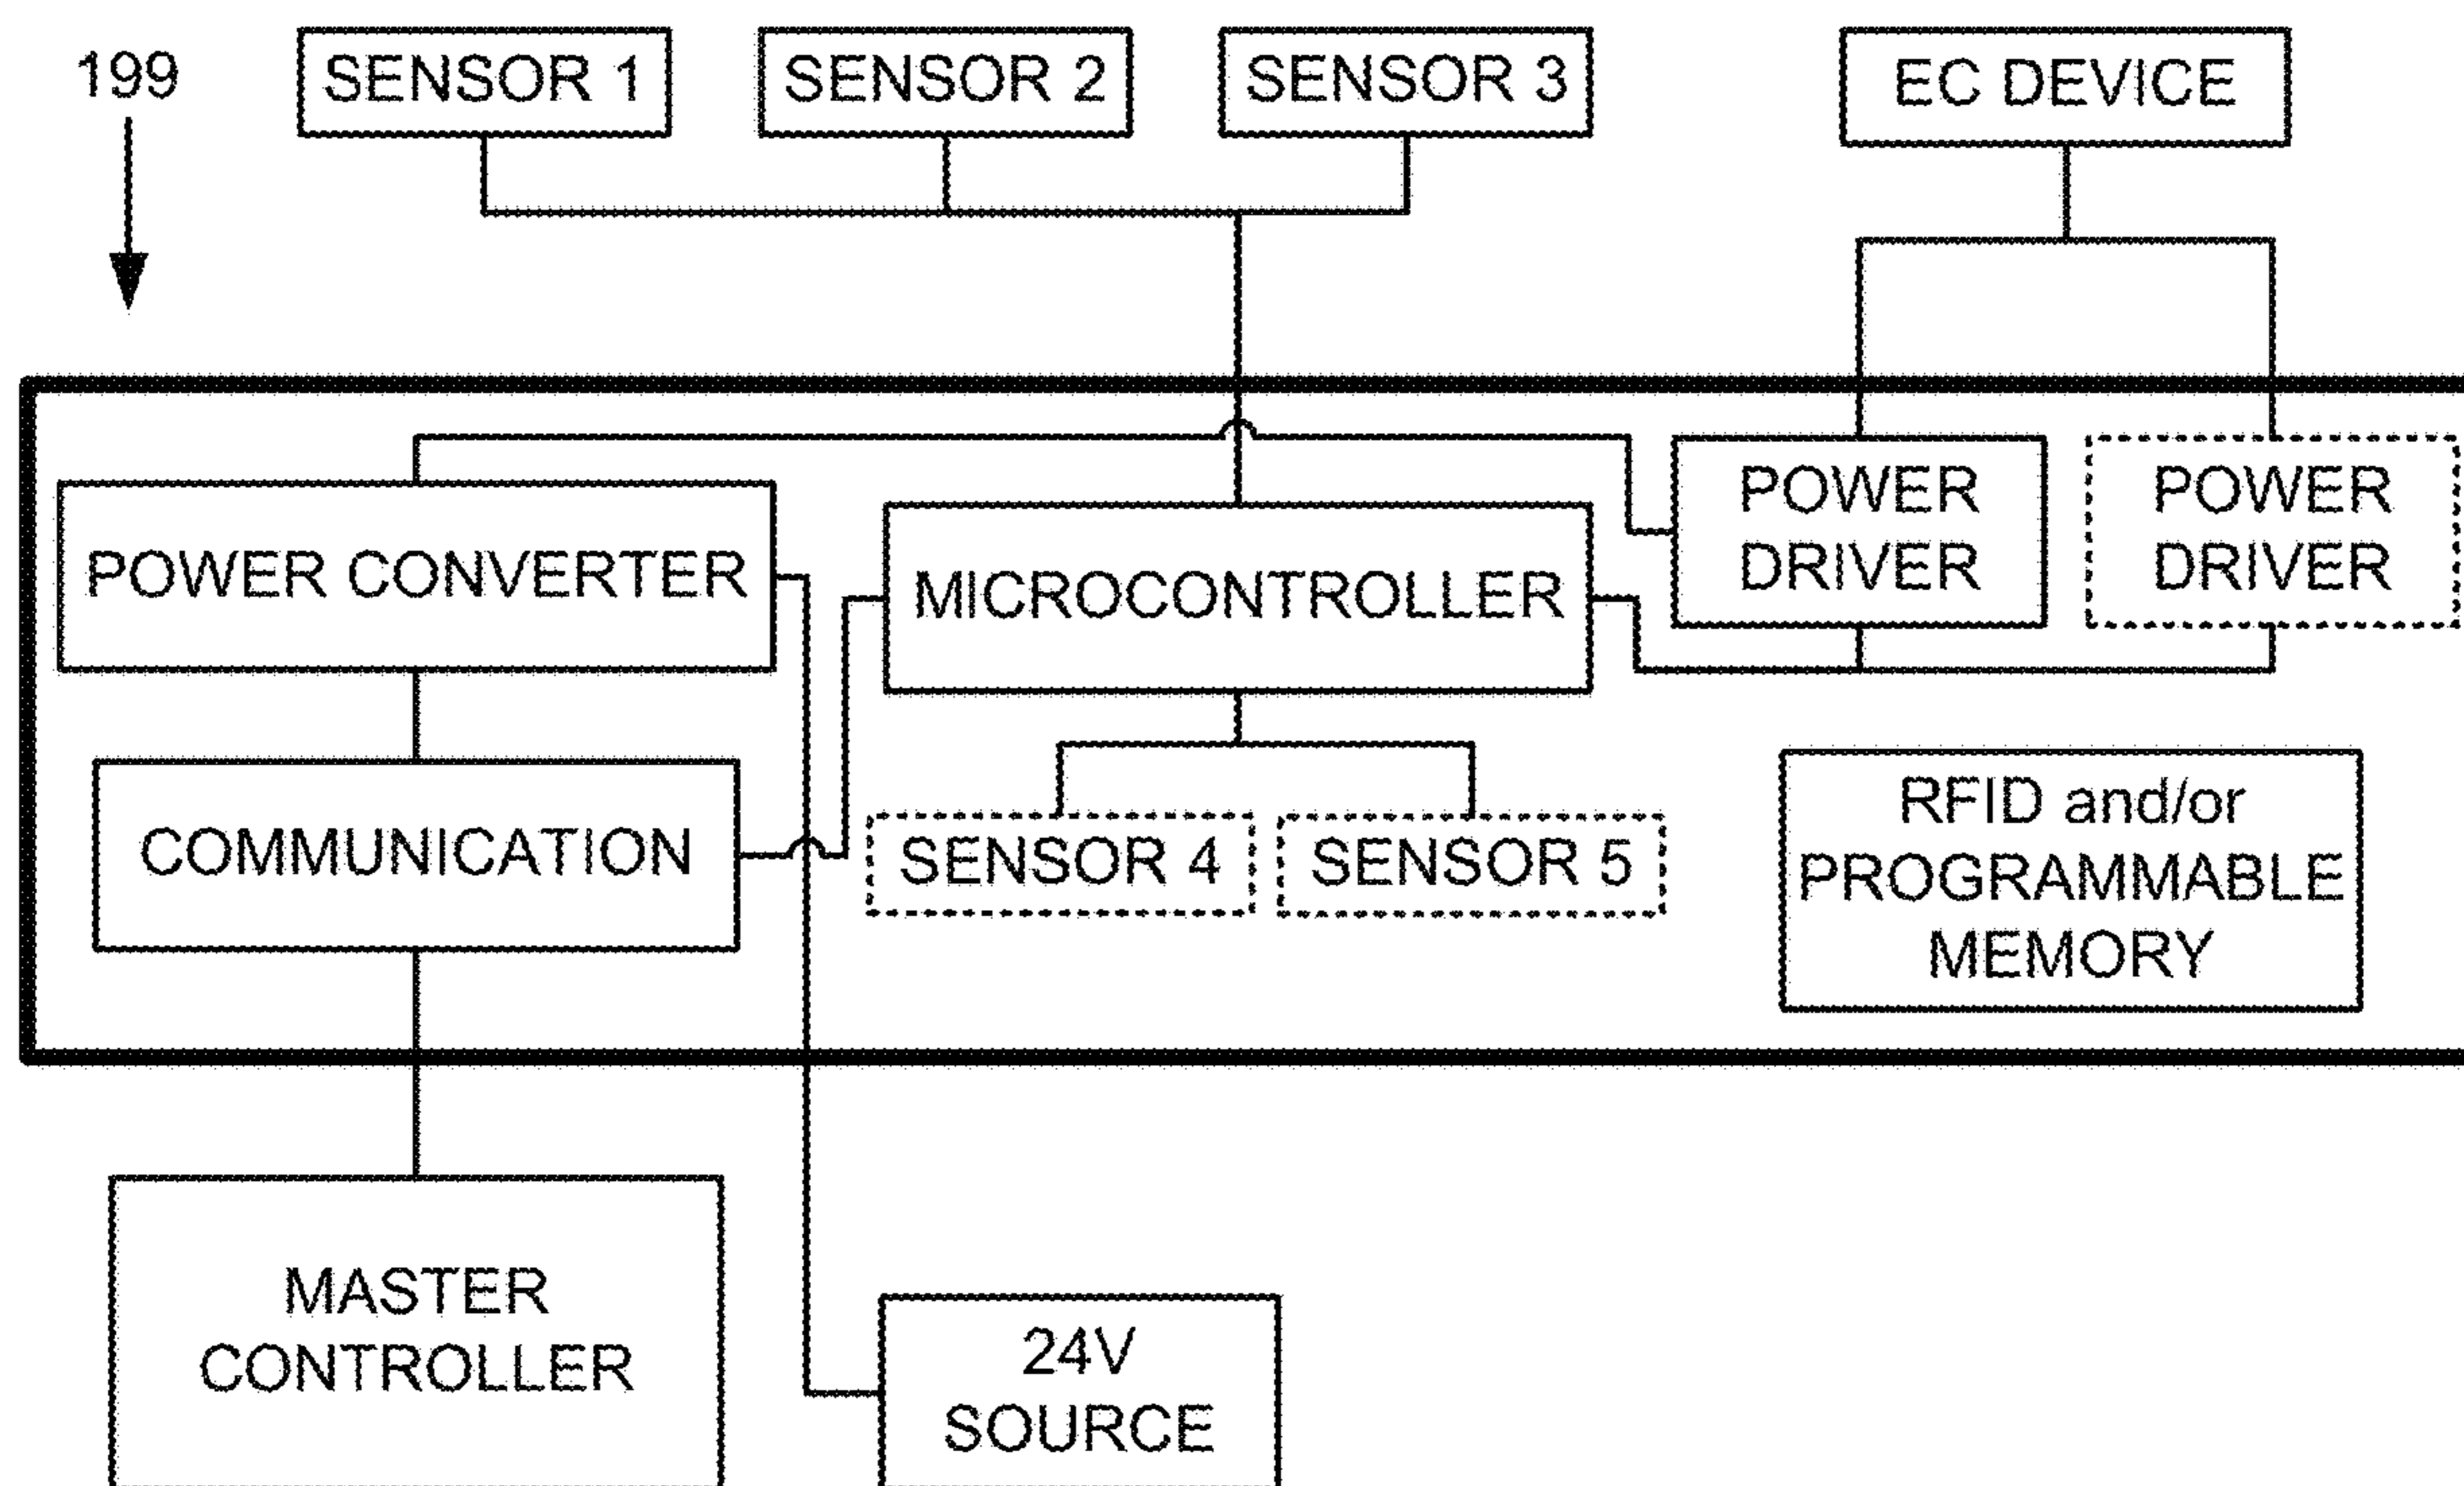 199
SENSOR 1
SENSOR 2
SENSOR 3
EC DEVICE
POWER CONVERTER
MICROCONTROLLER
POWER
DRIVER
POWER
DRIVER
COMMUNICATION
SENSOR 4
SENSOR 5
RFID and/or
PROGRAMMABLE
MEMORY
MASTER
CONTROLLER
24V
SOURCE